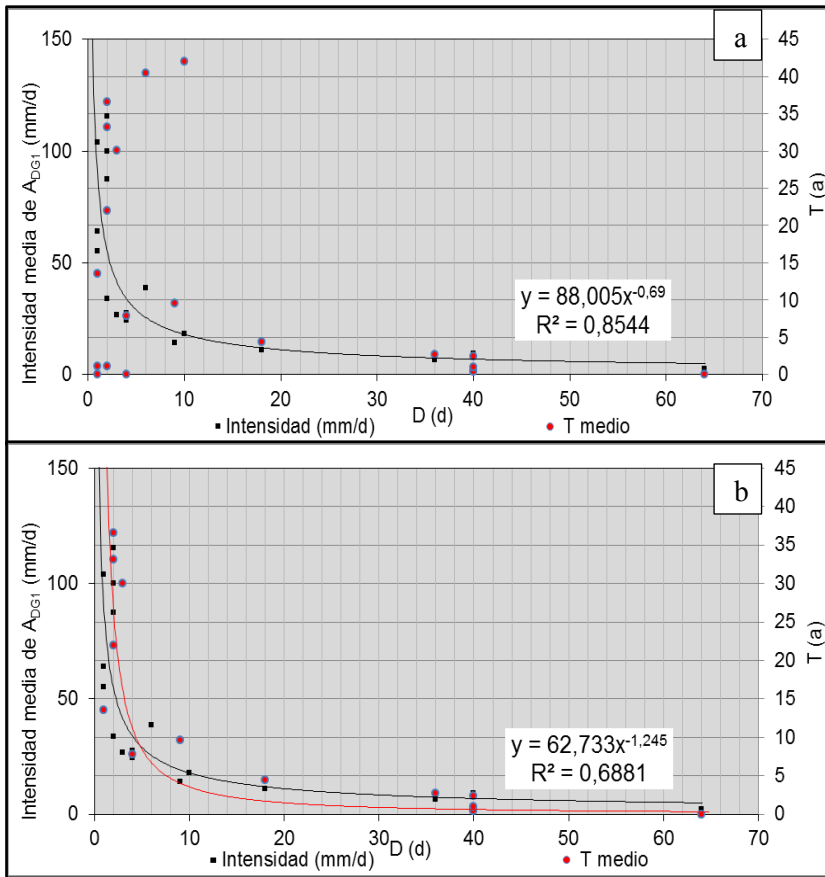 a
Intensidad media de A_DG1 (mm/d)
150
100
50
0
45
40
35
30
25
20
15
10
5
0
T (a)
y = 88,005x^-0,69
R² = 0,8544
0 10 20 30 40 50 60 70
D (d)
Intensidad (mm/d) T medio
b
Intensidad media de A_DG1 (mm/d)
150
100
50
0
45
40
35
30
25
20
15
10
5
0
T (a)
y = 62,733x^-1,245
R² = 0,6881
0 10 20 30 40 50 60 70
D (d)
Intensidad (mm/d) T medio